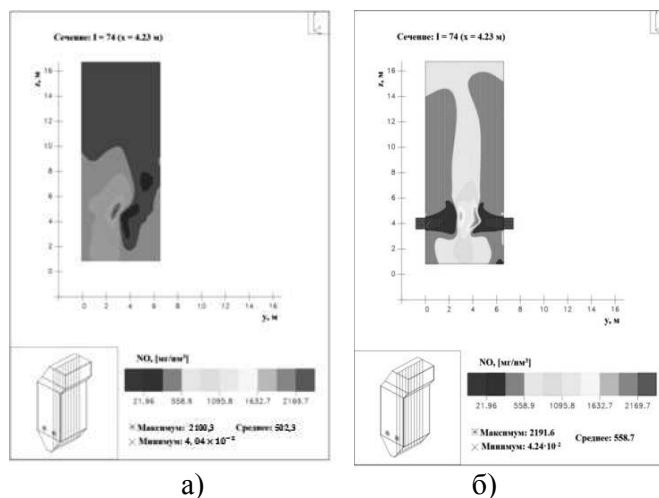 Сечение: I = 74 (x = 4.23 м)
z, м
16
14
12
10
8
6
4
2
0
0 2 4 6 8 10 12 14 16
y, м
NO, [мг/нм³]
21.96 558.9 1095.8 1632.7 2169.7
Максимум: 2100,3 Среднее: 502,3
Минимум: 4,04×10⁻²
а)
Сечение: I = 74 (x = 4.23 м)
z, м
16
14
12
10
8
6
4
2
0
0 2 4 6 8 10 12 14 16
y, м
NO, [мг/нм³]
21.96 558.9 1095.8 1632.7 2169.7
Максимум: 2191.6 Среднее: 558.7
Минимум: 4.24·10⁻²
б)